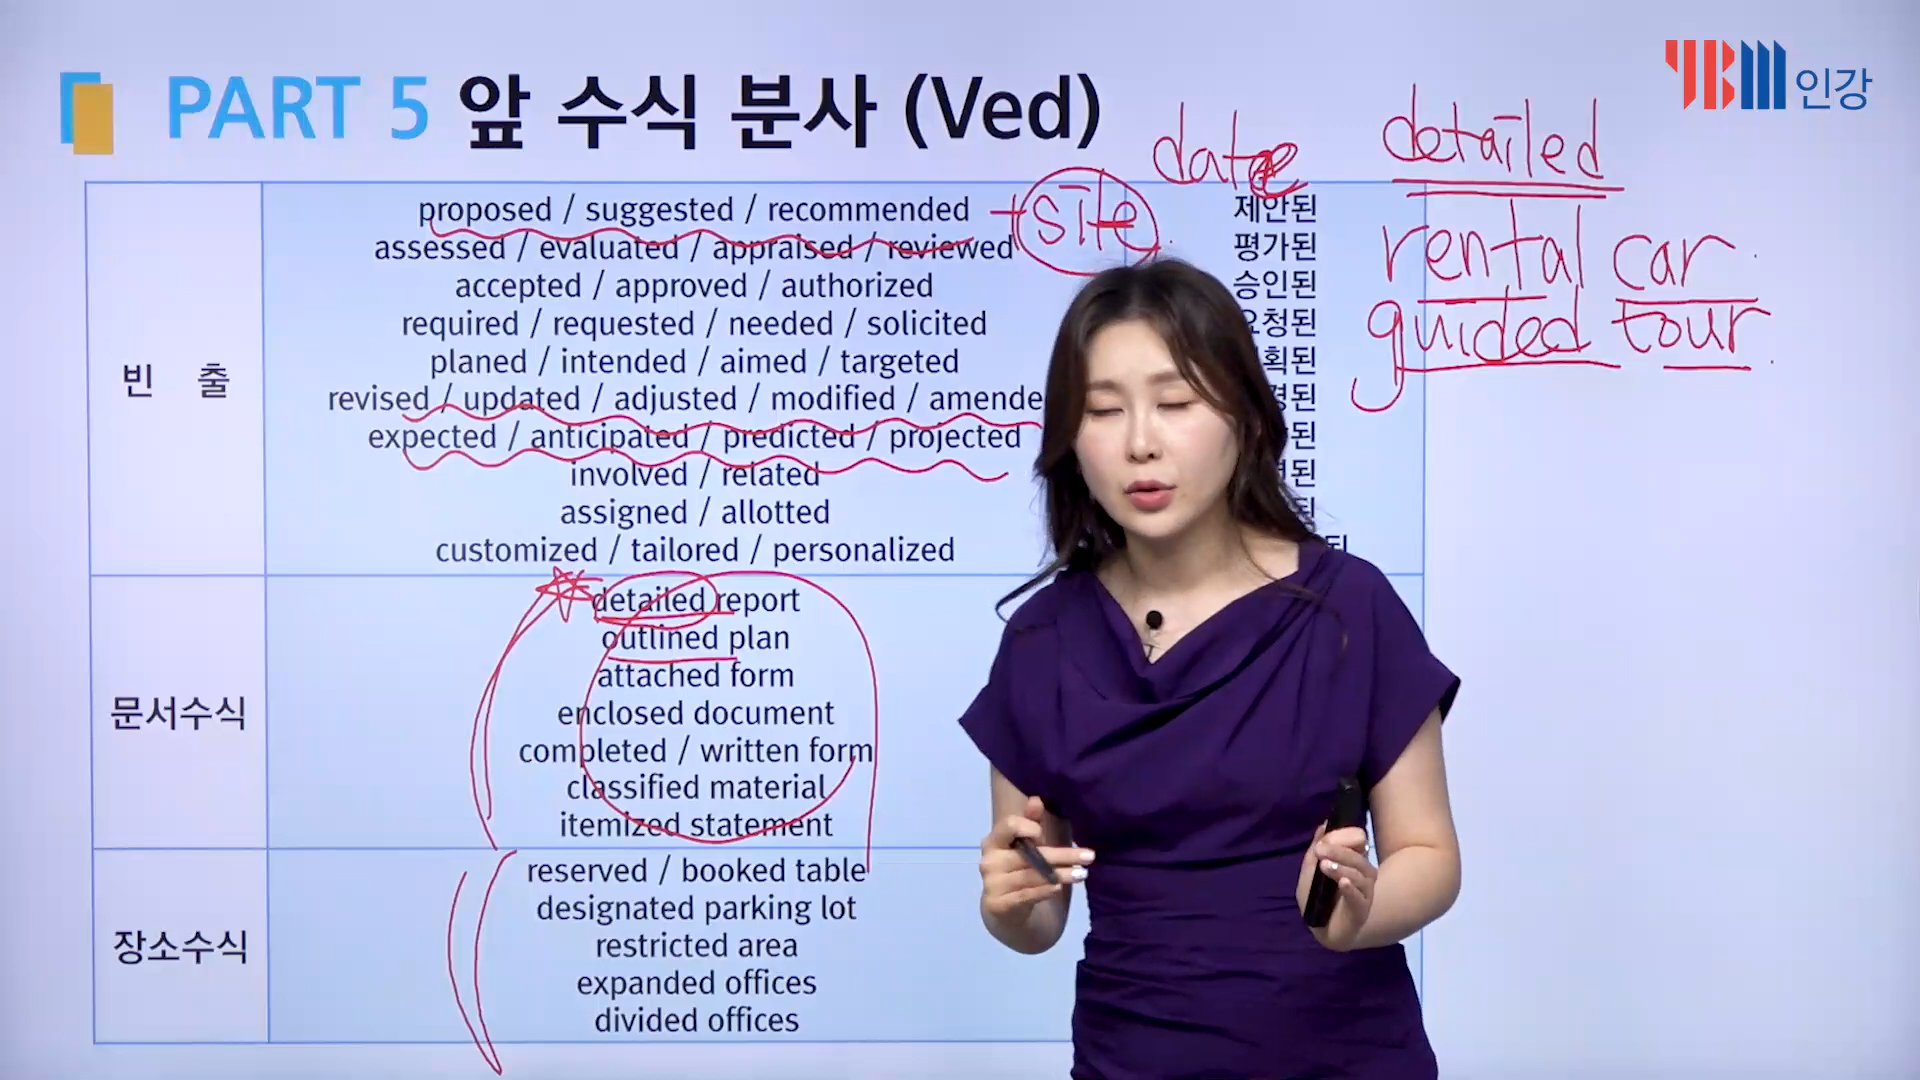 YBM 인강
PART 5 앞 수식 분사 (Ved)
date
detailed
rental car
guided tour
빈 출
proposed / suggested / recommended +site 제안된
assessed / evaluated / appraised / reviewed 평가된
accepted / approved / authorized 승인된
required / requested / needed / solicited 요청된
planed / intended / aimed / targeted
revised / updated / adjusted / modified / amende
expected / anticipated / predicted / projected
involved / related
assigned / allotted
customized / tailored / personalized
문서수식
detailed report
outlined plan
attached form
enclosed document
completed / written form
classified material
itemized statement
장소수식
reserved / booked table
designated parking lot
restricted area
expanded offices
divided offices